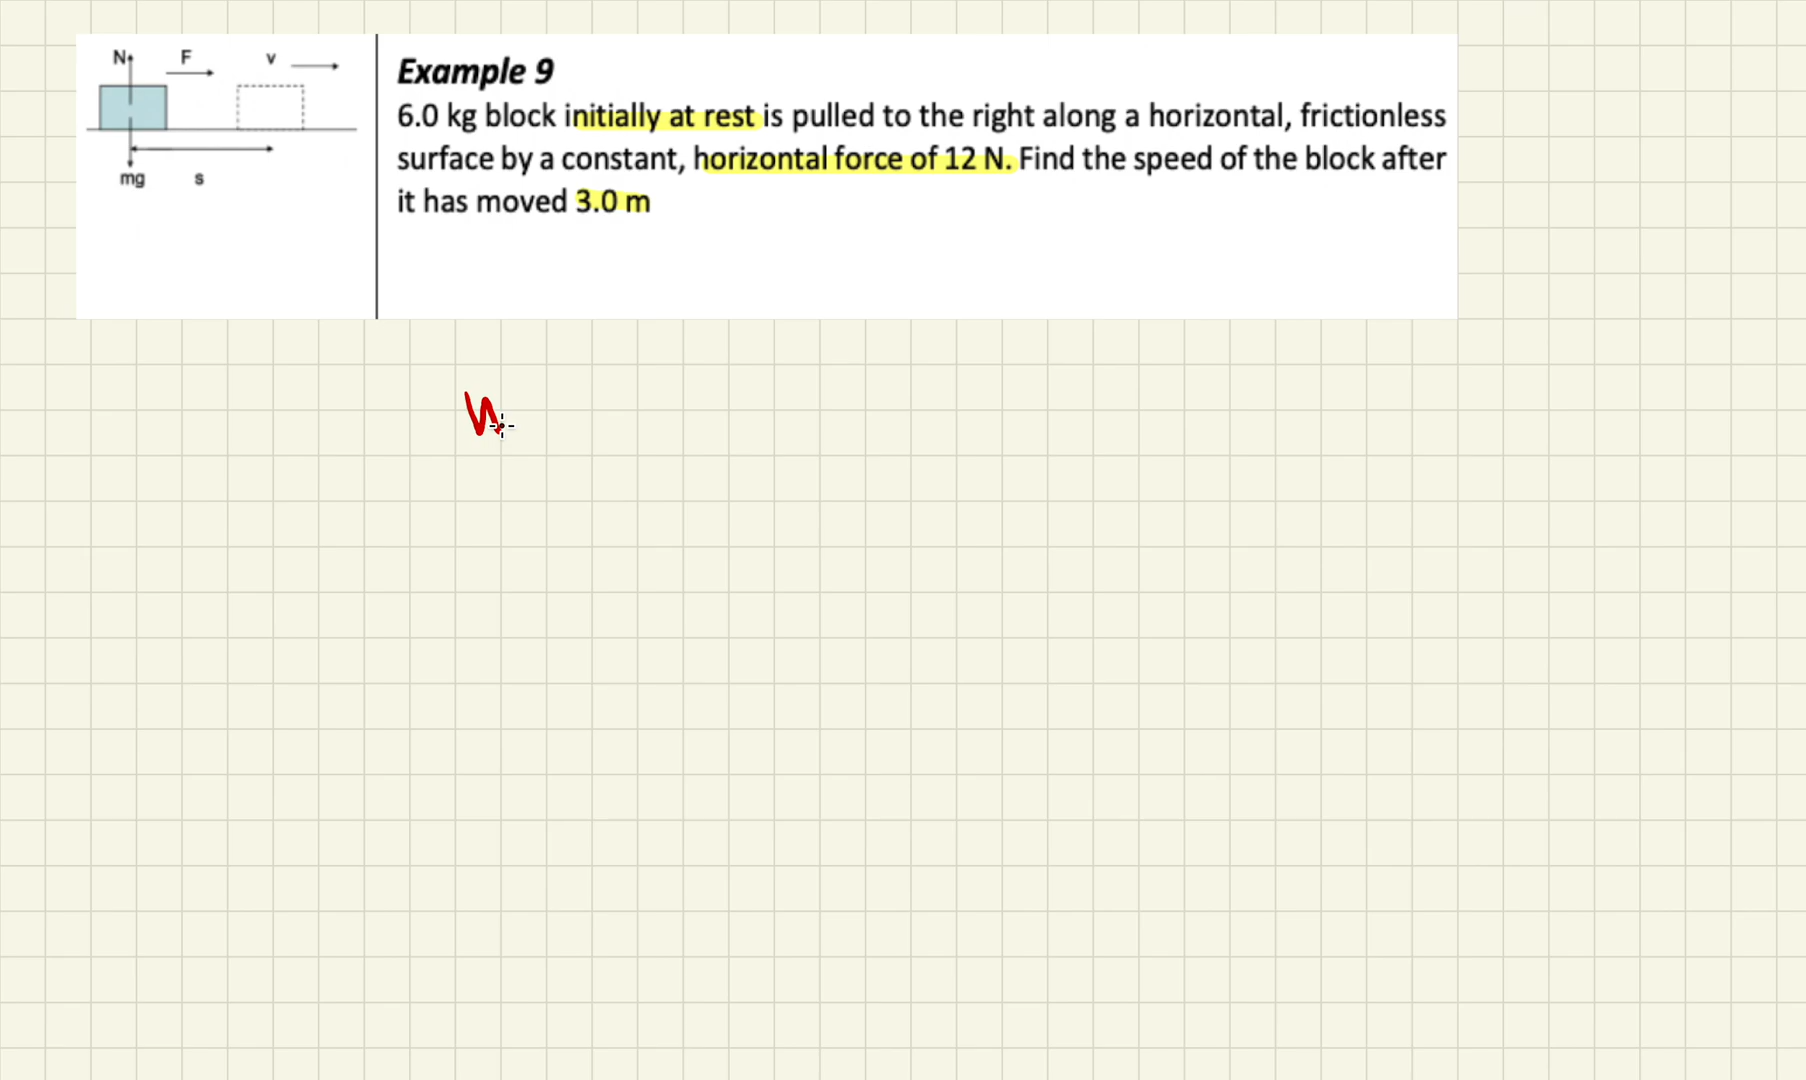 N F v
mg s
Example 9
6.0 kg block initially at rest is pulled to the right along a horizontal, frictionless
surface by a constant, horizontal force of 12 N. Find the speed of the block after
it has moved 3.0 m